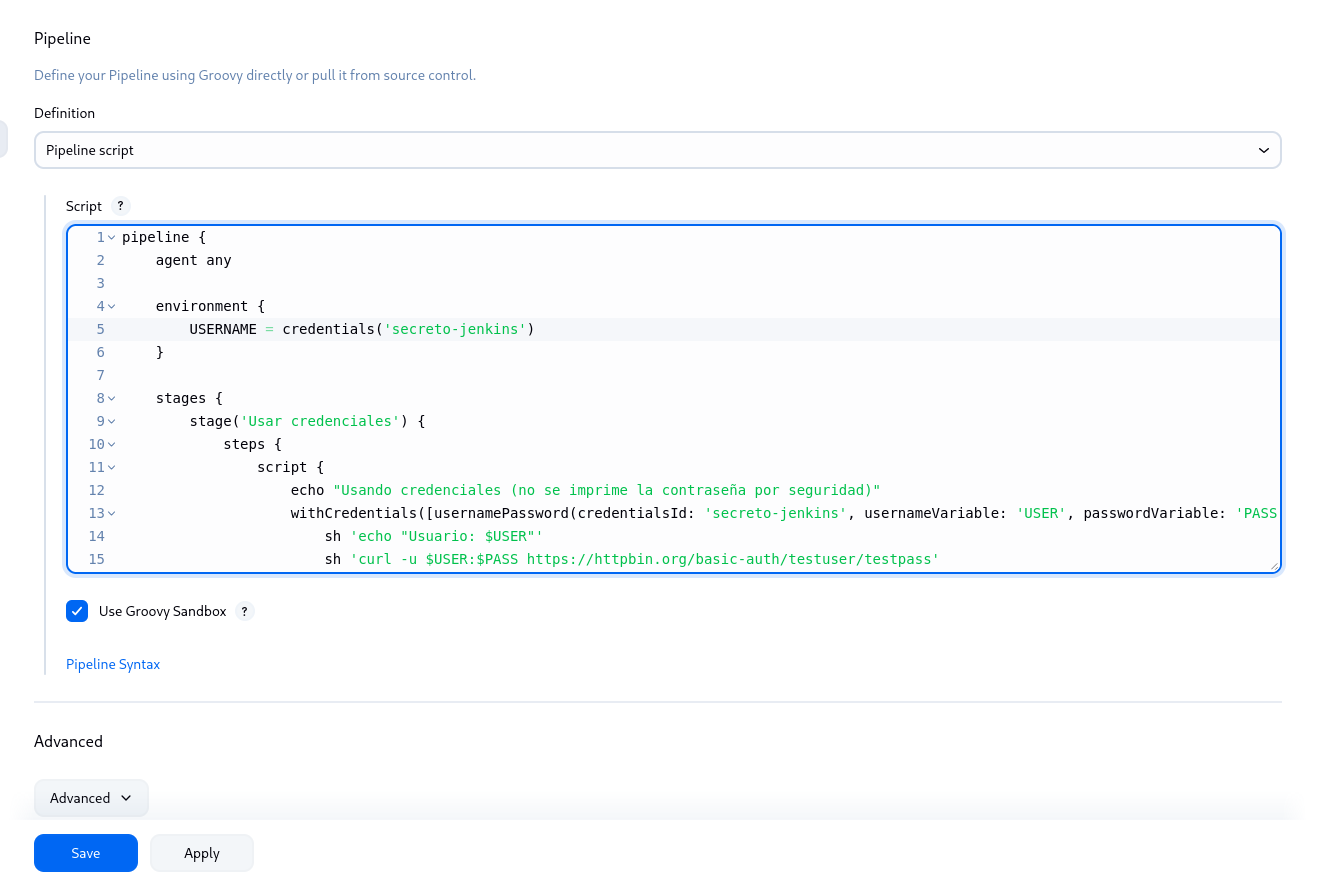 Pipeline
Define your Pipeline using Groovy directly or pull it from source control.
Definition
Pipeline script
Script ?
1 pipeline {
2     agent any
3
4     environment {
5         USERNAME = credentials('secreto-jenkins')
6     }
7
8     stages {
9         stage('Usar credenciales') {
10             steps {
11                 script {
12                     echo "Usando credenciales (no se imprime la contraseña por seguridad)"
13                     withCredentials([usernamePassword(credentialsId: 'secreto-jenkins', usernameVariable: 'USER', passwordVariable: 'PASS
14                         sh 'echo "Usuario: $USER"'
15                         sh 'curl -u $USER:$PASS https://httpbin.org/basic-auth/testuser/testpass'
Use Groovy Sandbox ?
Pipeline Syntax
Advanced
Advanced
Save Apply